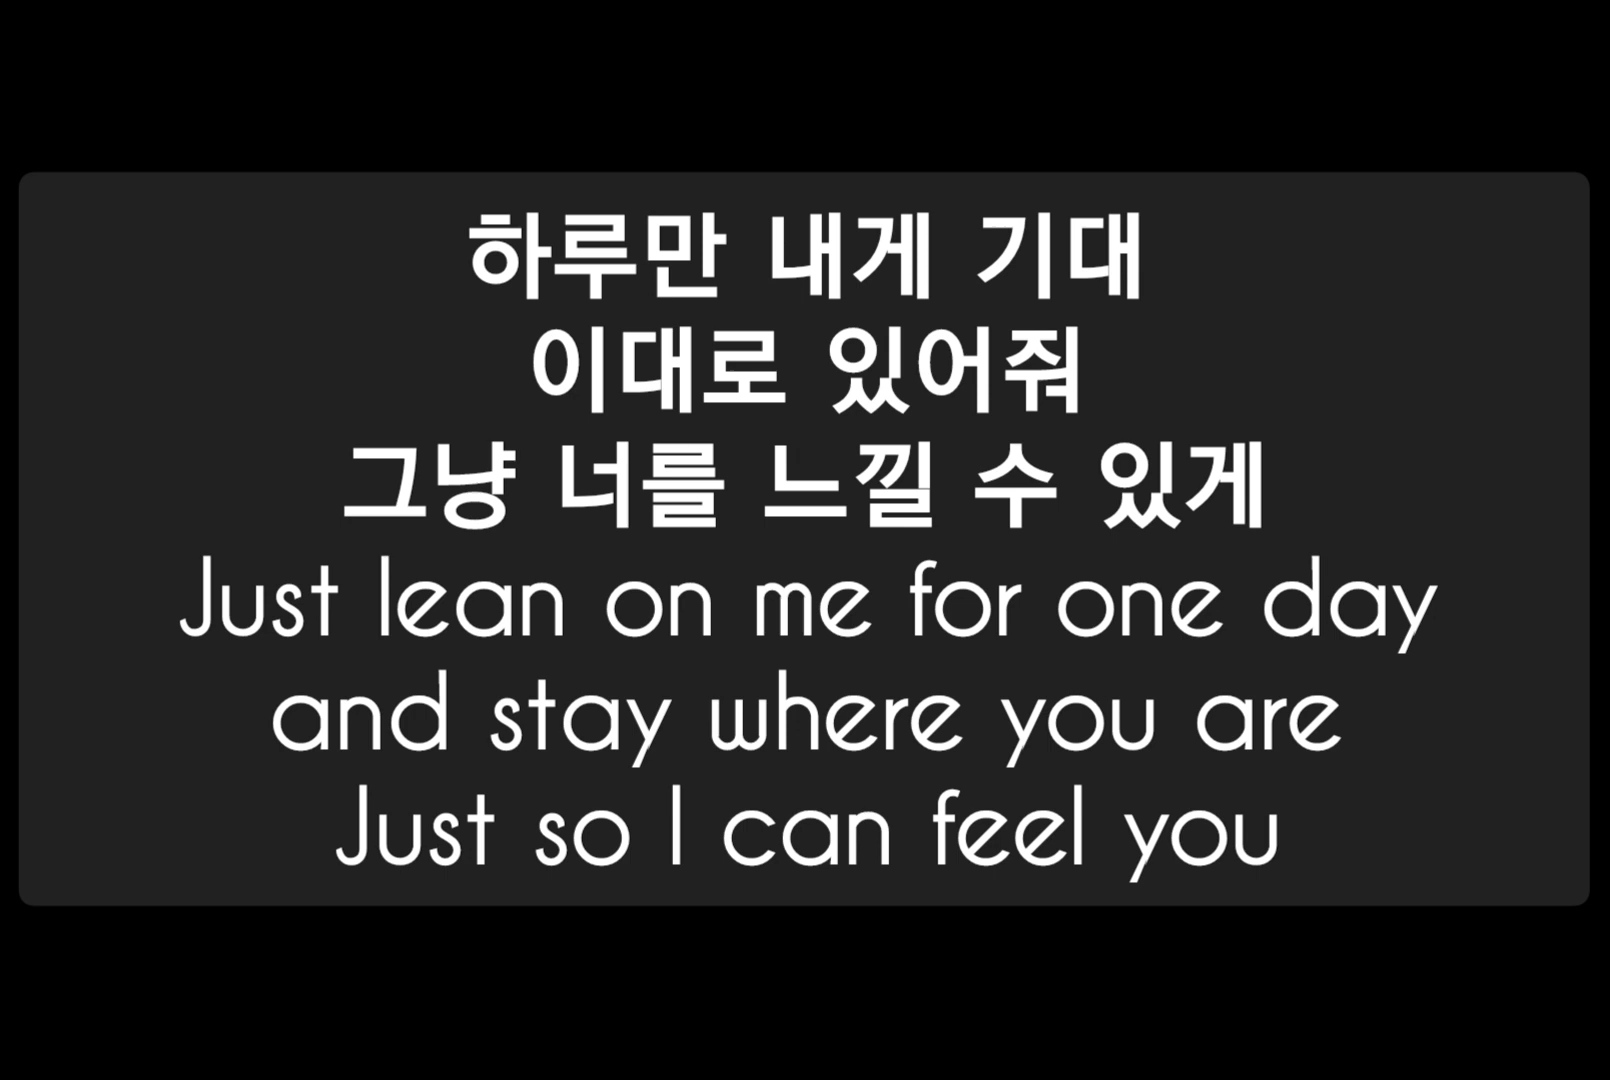 하루만 내게 기대
이대로 있어줘
그냥 너를 느낄 수 있게
Just lean on me for one day
and stay where you are
Just so I can feel you